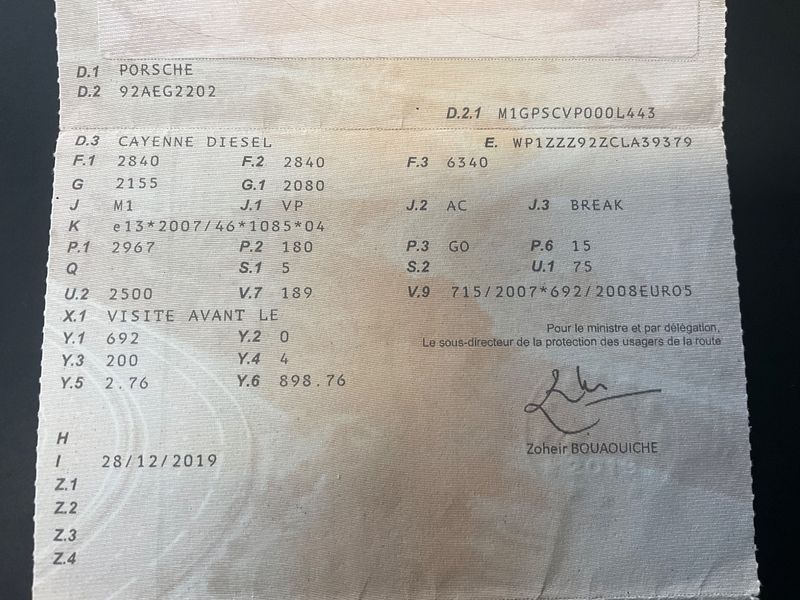 D.1 PORSCHE
D.2 92AEG2202
D.2.1 M1GPSCVP000L443
D.3 CAYENNE DIESEL E. WP1ZZZ92ZCLA39379
F.1 2840 F.2 2840 F.3 6340
G 2155 G.1 2080
J M1 J.1 VP J.2 AC J.3 BREAK
K e13*2007/46*1085*04
P.1 2967 P.2 180 P.3 GO P.6 15
Q S.1 5 S.2 U.1 75
U.2 2500 V.7 189 V.9 715/2007*692/2008EURO5
X.1 VISITE AVANT LE
Y.1 692 Y.2 0
Y.3 200 Y.4 4
Y.5 2.76 Y.6 898.76
Pour le ministre et par délégation,
Le sous-directeur de la protection des usagers de la route
Zoheir BOUAOUICHE
H
I 28/12/2019
Z.1
Z.2
Z.3
Z.4